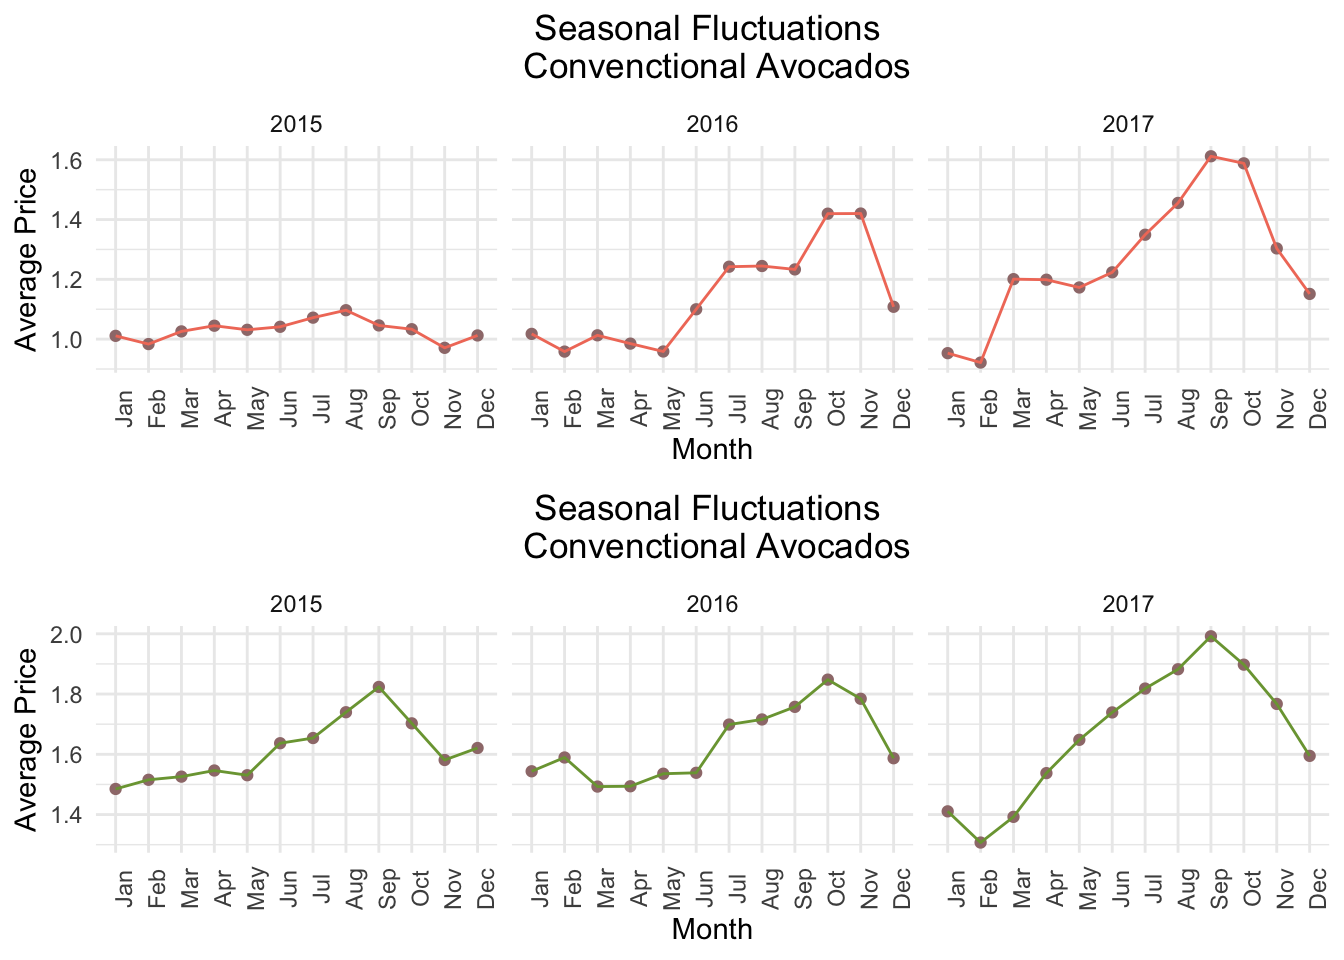 Seasonal Fluctuations
Convenctional Avocados
2015 2016 2017
Average Price
1.6
1.4
1.2
1.0
Jan Feb Mar Apr May Jun Jul Aug Sep Oct Nov Dec Jan Feb Mar Apr May Jun Jul Aug Sep Oct Nov Dec Jan Feb Mar Apr May Jun Jul Aug Sep Oct Nov Dec
Month
Seasonal Fluctuations
Convenctional Avocados
2015 2016 2017
Average Price
2.0
1.8
1.6
1.4
Jan Feb Mar Apr May Jun Jul Aug Sep Oct Nov Dec Jan Feb Mar Apr May Jun Jul Aug Sep Oct Nov Dec Jan Feb Mar Apr May Jun Jul Aug Sep Oct Nov Dec
Month